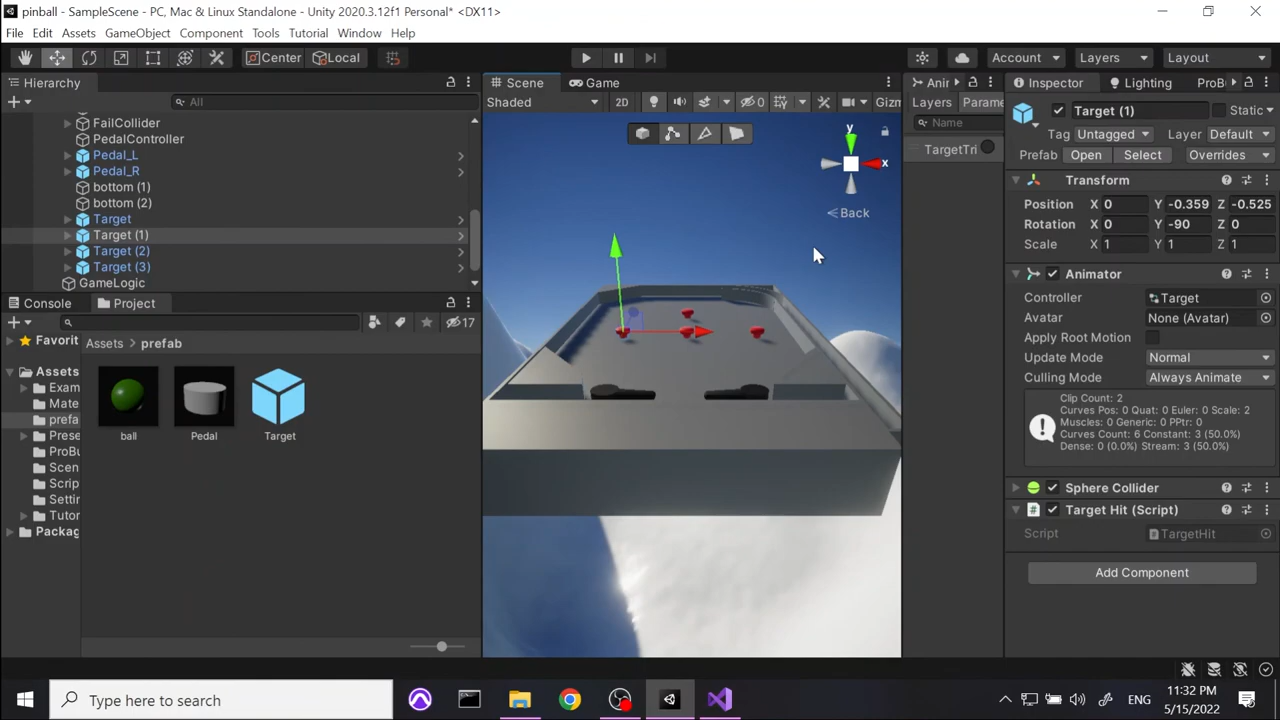 pinball - SampleScene - PC, Mac & Linux Standalone - Unity 2020.3.12f1 Personal* <DX11>
File Edit Assets GameObject Component Tools Tutorial Window Help
Center Local Account Layers Layout
Hierarchy
All
FailCollider
PedalController
Pedal_L
Pedal_R
bottom (1)
bottom (2)
Target
Target (1)
Target (2)
Target (3)
GameLogic
Console Project
17
Favorit
Assets
Exam
Mate
prefa
Prese
ProBu
Scen
Script
Settin
Tutor
Packag
Assets prefab
ball Pedal Target
Scene Game
Shaded 2D 0 Gizm
y
x
Back
Ani
Layers Parame
Name
TargetTri
Inspector Lighting ProB
Target (1) Static
Tag Untagged Layer Default
Prefab Open Select Overrides
Transform
Position X 0 Y -0.359 Z -0.525
Rotation X 0 Y -90 Z 0
Scale X 1 Y 1 Z 1
Animator
Controller Target
Avatar None (Avatar)
Apply Root Motion
Update Mode Normal
Culling Mode Always Animate
Clip Count: 2
Curves Pos: 0 Quat: 0 Euler: 0 Scale: 2
Muscles: 0 Generic: 0 PPtr: 0
Curves Count: 6 Constant: 3 (50.0%)
Dense: 0 (0.0%) Stream: 3 (50.0%)
Sphere Collider
Target Hit (Script)
Script TargetHit
Add Component
Type here to search
ENG
11:32 PM
5/15/2022